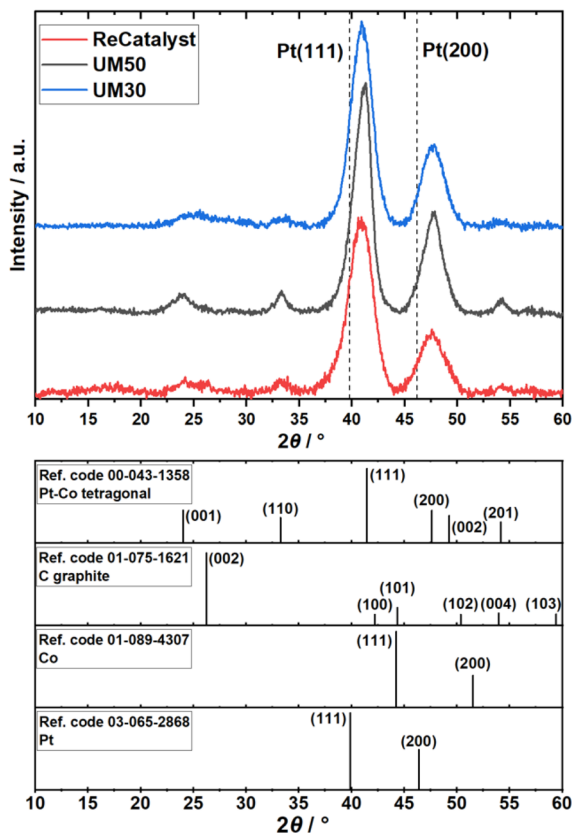 ReCatalyst
UM50
UM30
Pt(111)
Pt(200)
Intensity / a.u.
10 15 20 25 30 35 40 45 50 55 60
2θ / °
Ref. code 00-043-1358
Pt-Co tetragonal
(001)
(110)
(111)
(200)
(002)
(201)
Ref. code 01-075-1621
C graphite
(002)
(100)
(101)
(102)
(004)
(103)
Ref. code 01-089-4307
Co
(111)
(200)
Ref. code 03-065-2868
Pt
(111)
(200)
10 15 20 25 30 35 40 45 50 55 60
2θ / °